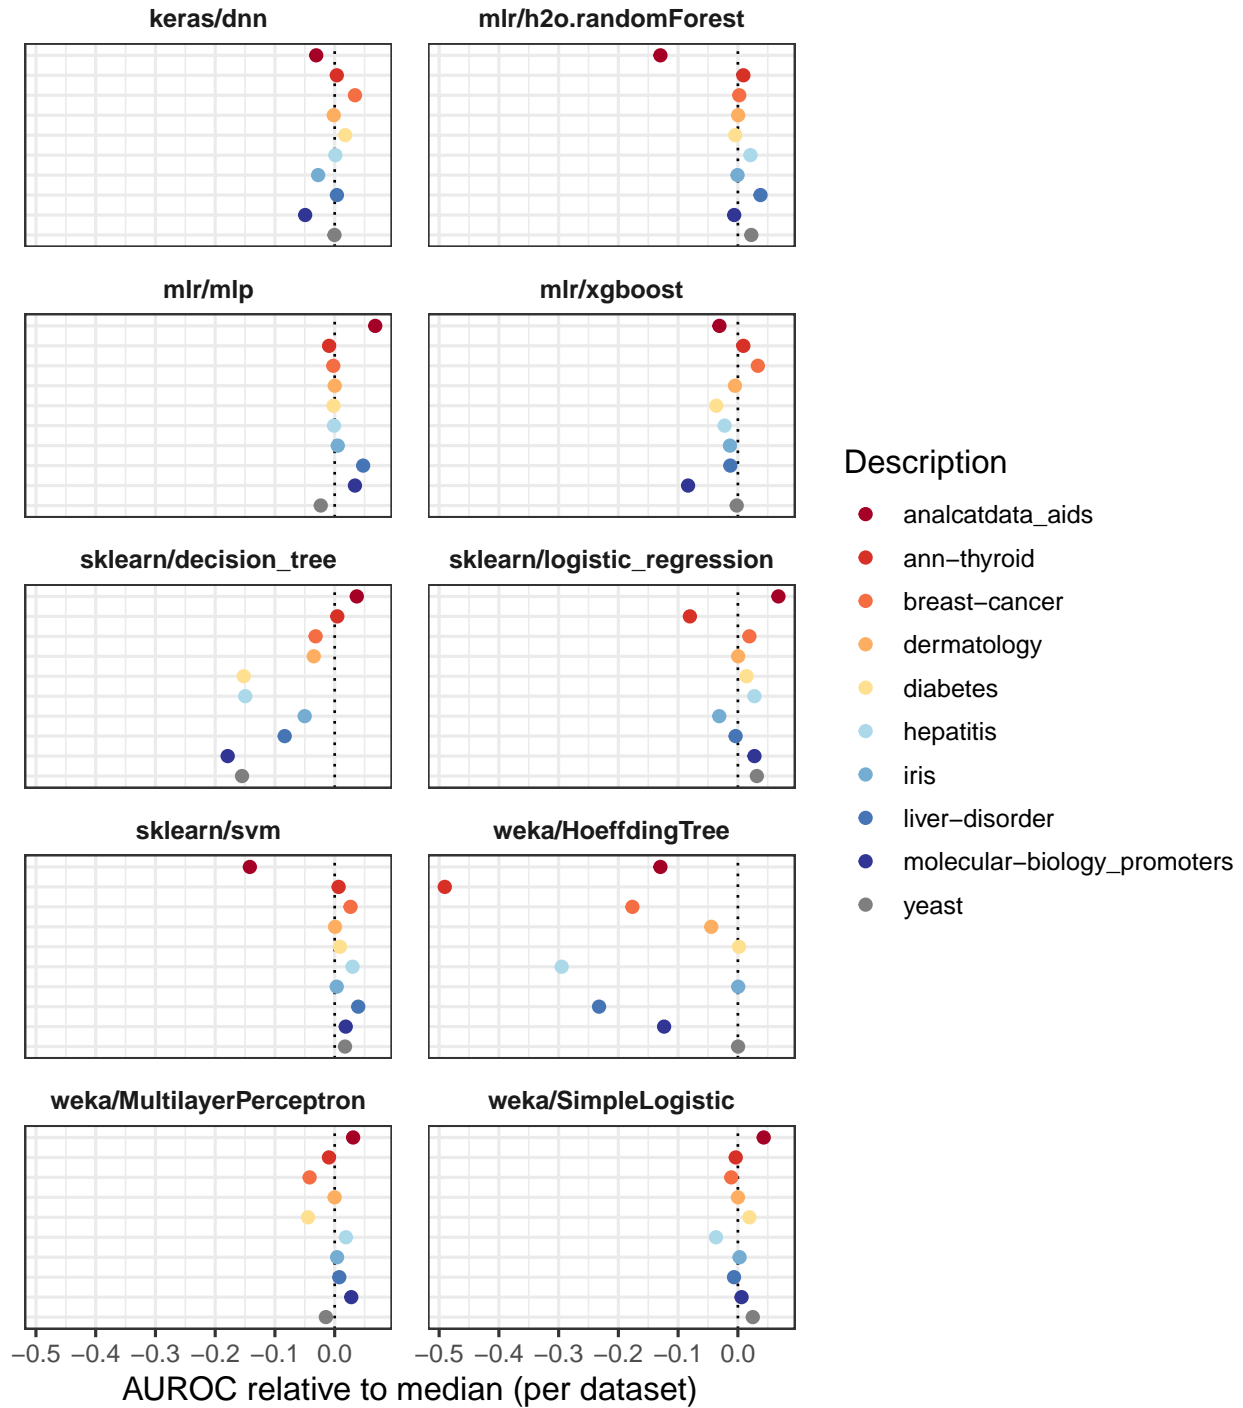 keras/dnn
mlr/h2o.randomForest
mlr/mlp
mlr/xgboost
sklearn/decision_tree
sklearn/logistic_regression
sklearn/svm
weka/HoeffdingTree
weka/MultilayerPerceptron
weka/SimpleLogistic
−0.5 −0.4 −0.3 −0.2 −0.1 0.0
−0.5 −0.4 −0.3 −0.2 −0.1 0.0
AUROC relative to median (per dataset)
Description
analcatdata_aids
ann−thyroid
breast−cancer
dermatology
diabetes
hepatitis
iris
liver−disorder
molecular−biology_promoters
yeast